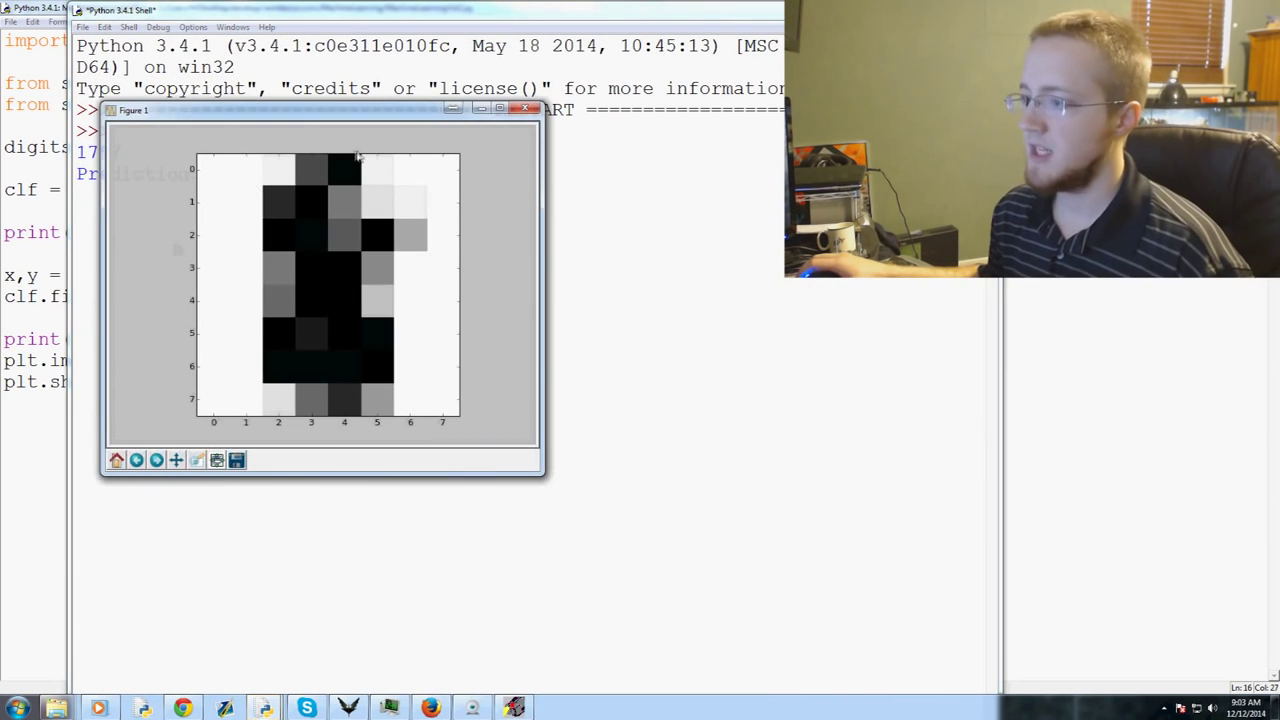 Python 3.4.1:
*Python 3.4.1 Shell*
File Edit
File Edit Shell Debug Options Windows Help
import
from s
from s
digits
clf =
print(
x,y =
clf.fi
print
plt.im
plt.sh
Python 3.4.1 (v3.4.1:c0e311e010fc, May 18 2014, 10:45:13) [MSC
D64)] on win32
Type "copyright", "credits" or "license()" for more information
>>
ART ================
>>
Figure 1
0
1
2
3
4
5
6
7
0 1 2 3 4 5 6 7
Ln: 16 Col: 27
9:03 AM
12/12/2014